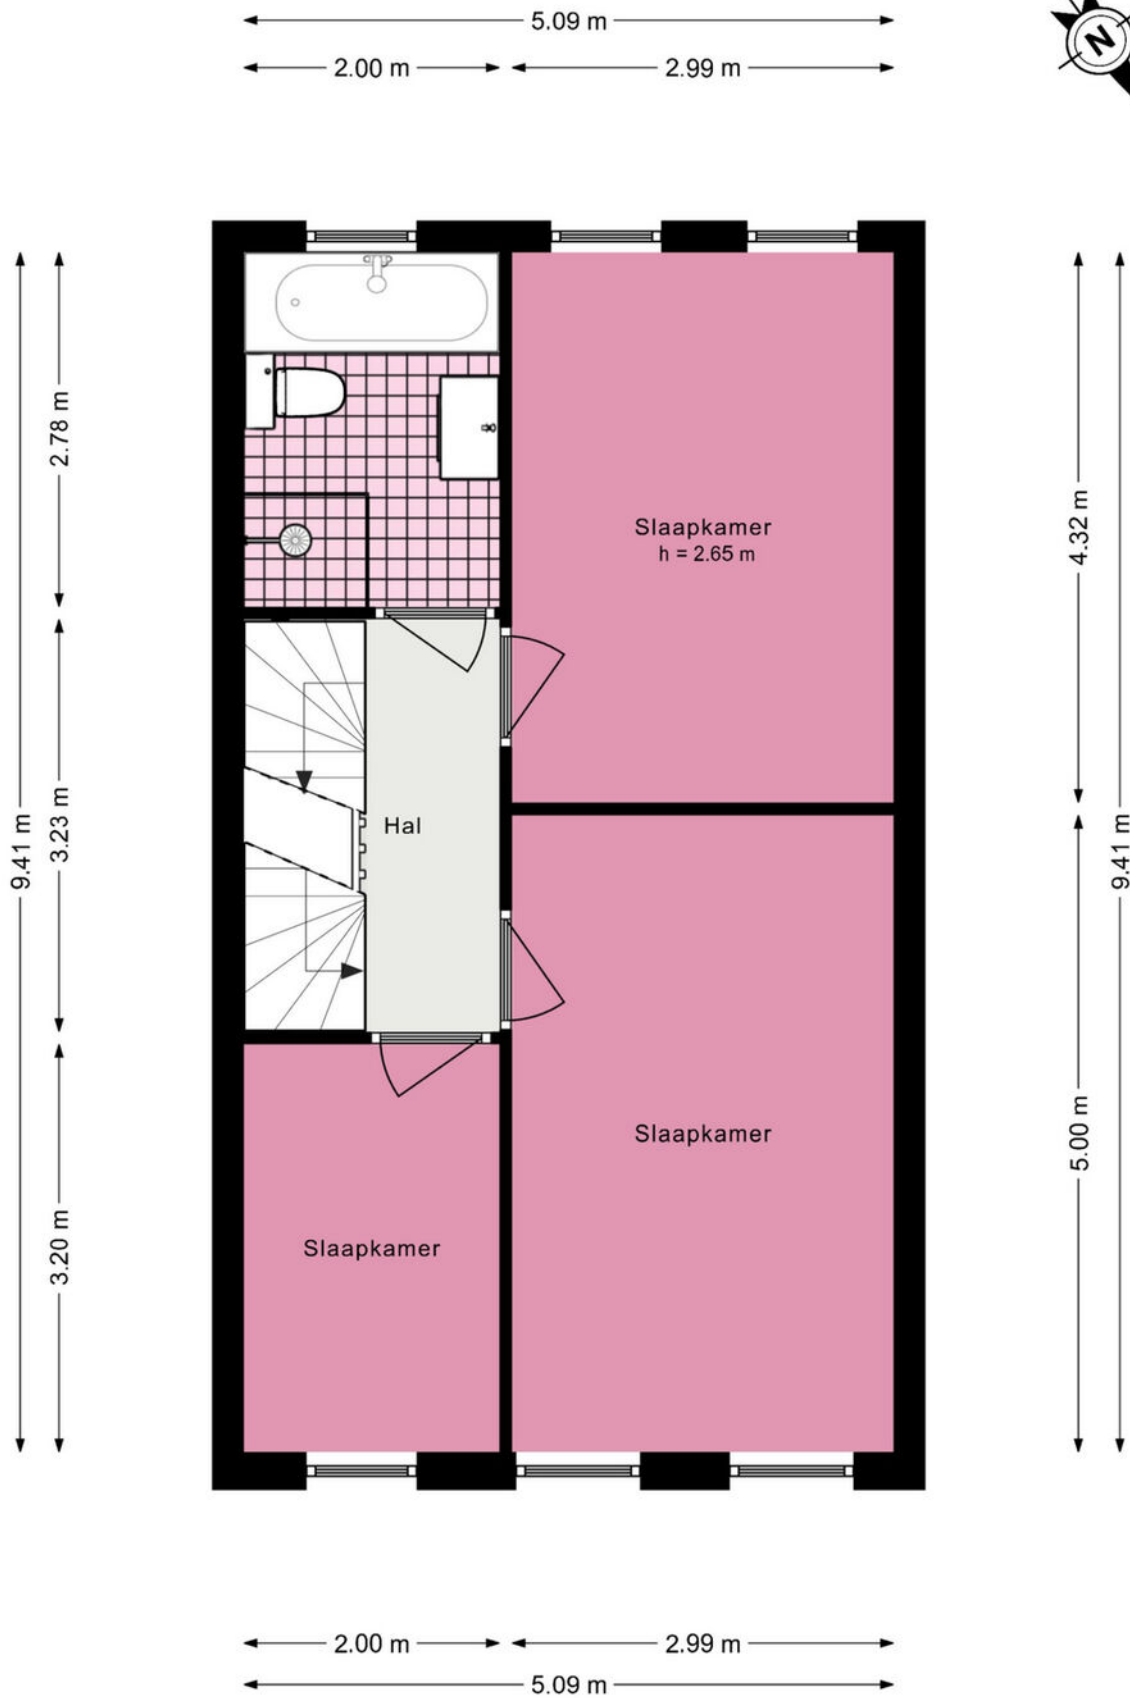 5.09 m
2.00 m
2.99 m
N
2.78 m
4.32 m
Slaapkamer
h = 2.65 m
9.41 m
3.23 m
Hal
9.41 m
Slaapkamer
5.00 m
3.20 m
Slaapkamer
2.00 m
2.99 m
5.09 m